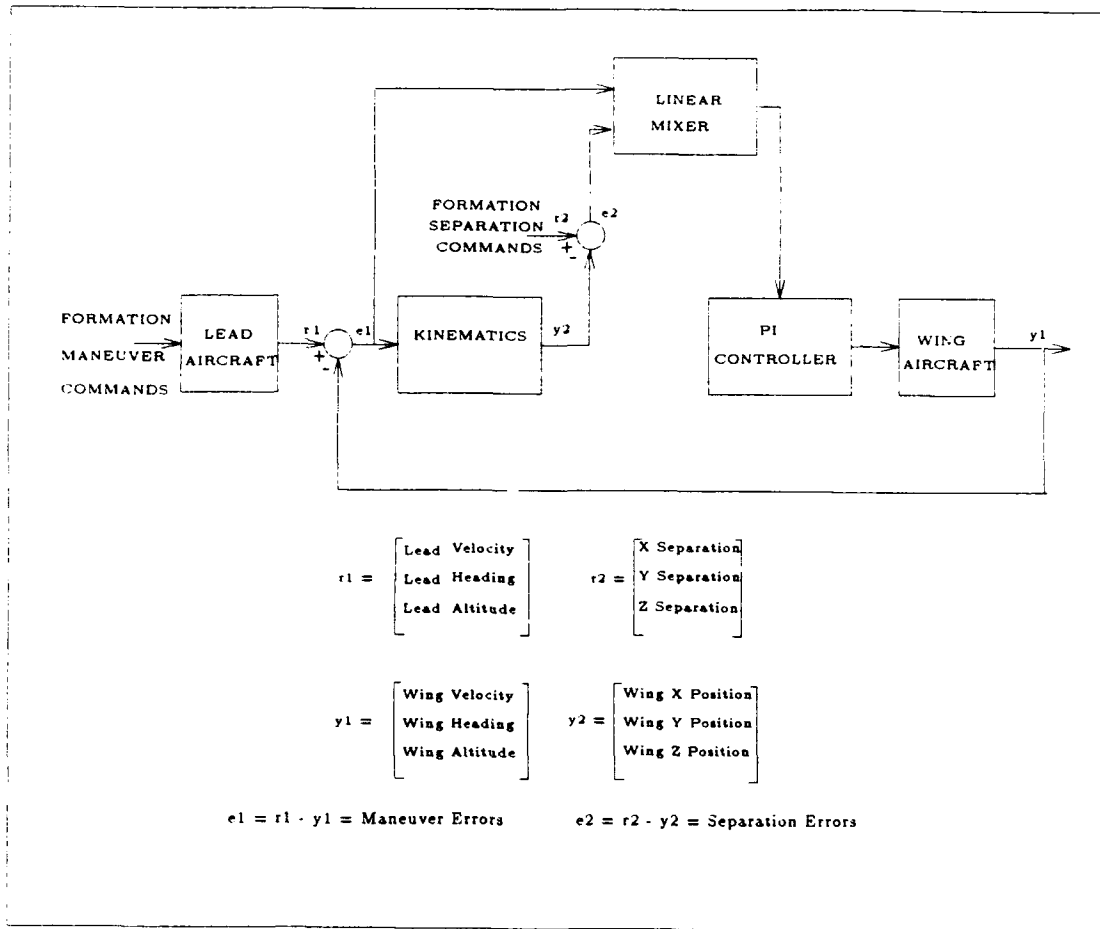 LINEAR
MIXER
FORMATION
SEPARATION
COMMANDS
r2
+
-
e2
FORMATION
MANEUVER
COMMANDS
LEAD
AIRCRAFT
r1
+
-
e1
KINEMATICS
y2
PI
CONTROLLER
WING
AIRCRAFT
y1
r1 =
Lead Velocity
Lead Heading
Lead Altitude
r2 =
X Separation
Y Separation
Z Separation
y1 =
Wing Velocity
Wing Heading
Wing Altitude
y2 =
Wing X Position
Wing Y Position
Wing Z Position
e1 = r1 - y1 = Maneuver Errors
e2 = r2 - y2 = Separation Errors